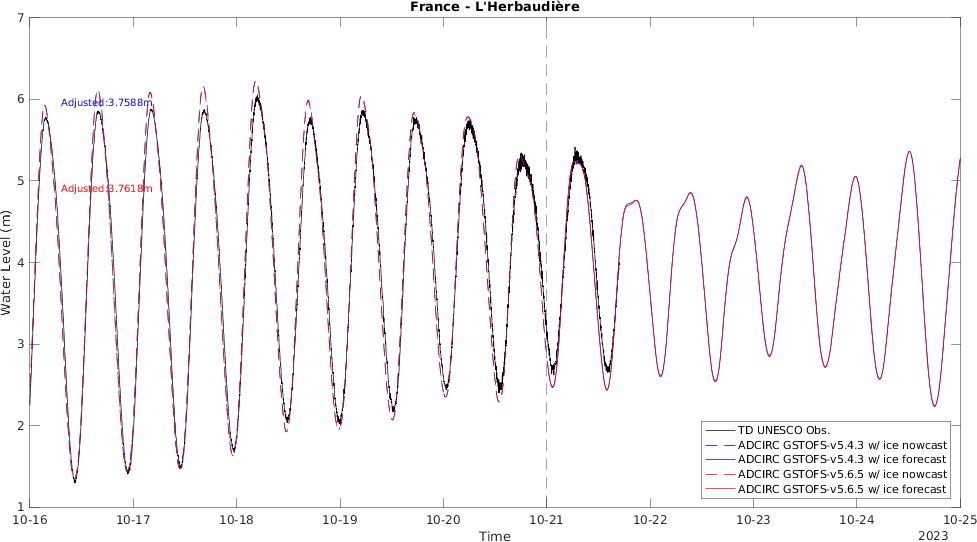 France - L'Herbaudière
7
6
5
4
3
2
1
Water Level (m)
Adjusted:3.7588m
Adjusted:3.7618m
TD UNESCO Obs.
ADCIRC GSTOFS-v5.4.3 w/ ice nowcast
ADCIRC GSTOFS-v5.4.3 w/ ice forecast
ADCIRC GSTOFS-v5.6.5 w/ ice nowcast
ADCIRC GSTOFS-v5.6.5 w/ ice forecast
10-16 10-17 10-18 10-19 10-20 10-21 10-22 10-23 10-24 10-25
Time
2023